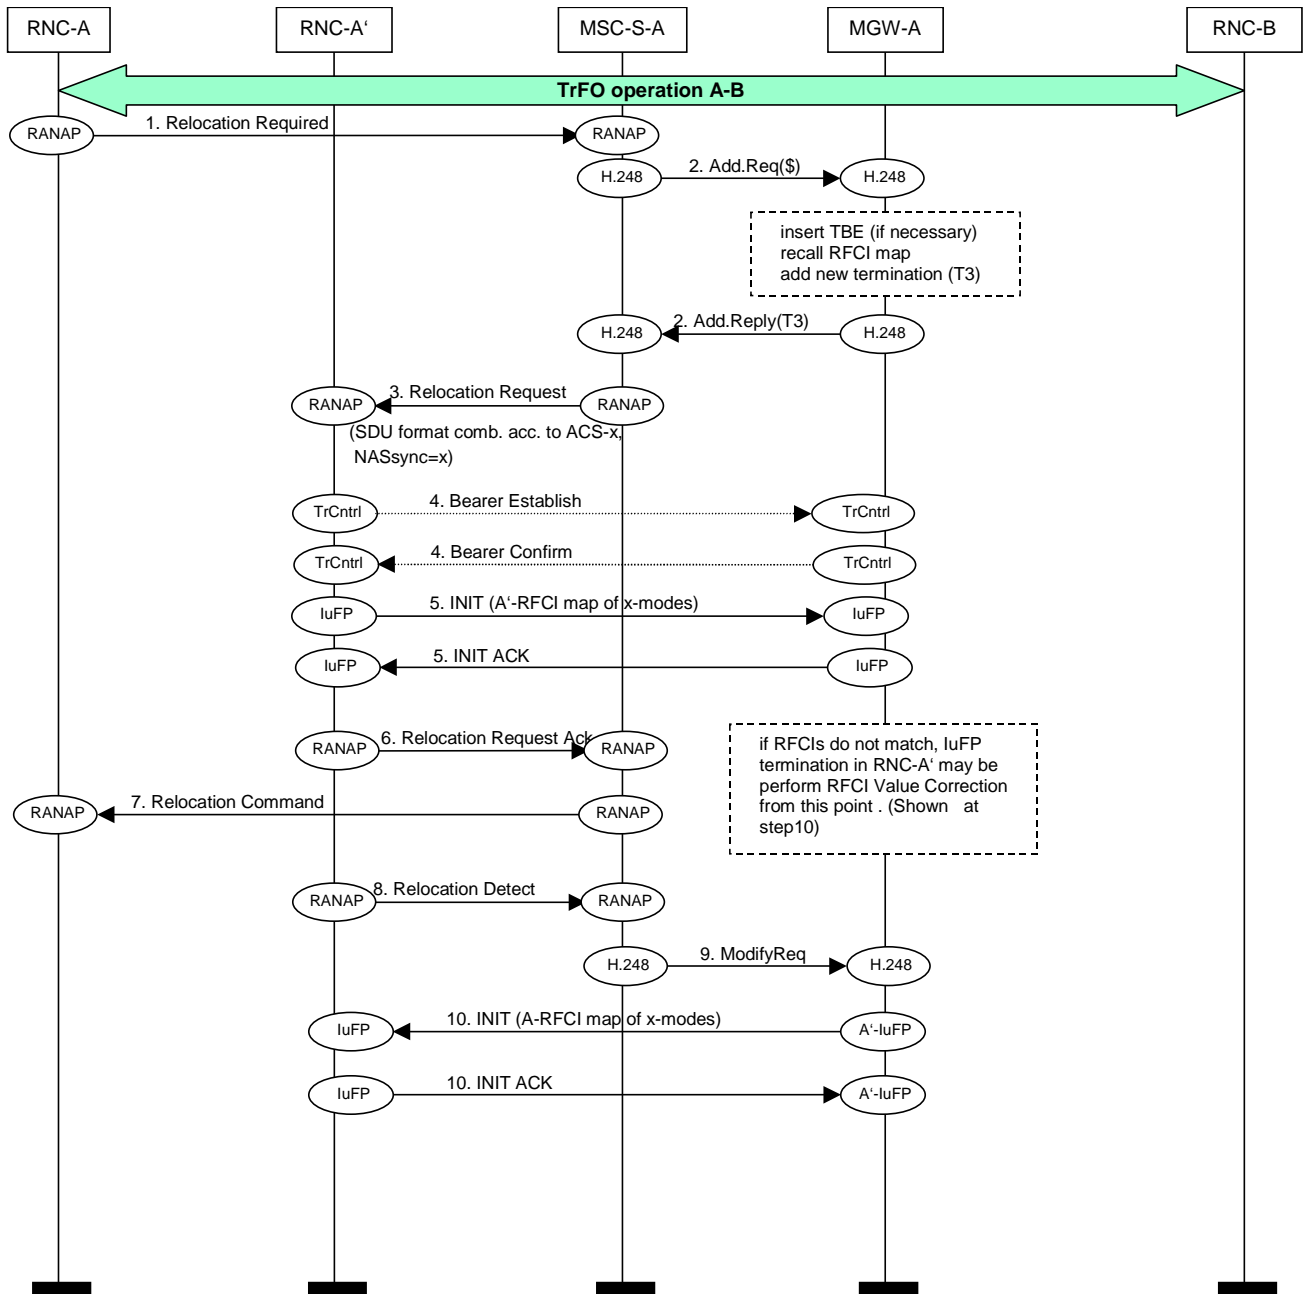 RNC-A
RNC-A‘
MSC-S-A
MGW-A
RNC-B
TrFO operation A-B
1. Relocation Required
RANAP
RANAP
2. Add.Req($)
H.248
H.248
insert TBE (if necessary)
recall RFCI map
add new termination (T3)
2. Add.Reply(T3)
H.248
H.248
3. Relocation Request
RANAP
RANAP
(SDU format comb. acc. to ACS-x,
NASsync=x)
4. Bearer Establish
TrCntrl
TrCntrl
4. Bearer Confirm
TrCntrl
TrCntrl
5. INIT (A‘-RFCI map of x-modes)
IuFP
IuFP
5. INIT ACK
IuFP
IuFP
6. Relocation Request Ack
RANAP
RANAP
if RFCIs do not match, IuFP
termination in RNC-A‘ may be
perform RFCI Value Correction
from this point . (Shown at
step10)
7. Relocation Command
RANAP
RANAP
8. Relocation Detect
RANAP
RANAP
9. ModifyReq
H.248
H.248
10. INIT (A-RFCI map of x-modes)
IuFP
A‘-IuFP
10. INIT ACK
IuFP
A‘-IuFP